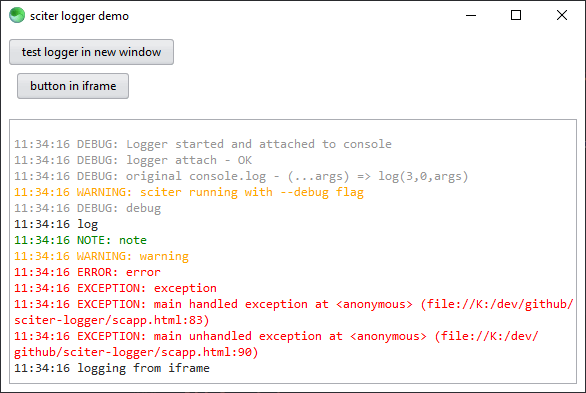 sciter logger demo
test logger in new window
button in iframe
11:34:16 DEBUG: Logger started and attached to console
11:34:16 DEBUG: logger attach - OK
11:34:16 DEBUG: original console.log - (...args) => log(3,0,args)
11:34:16 WARNING: sciter running with --debug flag
11:34:16 DEBUG: debug
11:34:16 log
11:34:16 NOTE: note
11:34:16 WARNING: warning
11:34:16 ERROR: error
11:34:16 EXCEPTION: exception
11:34:16 EXCEPTION: main handled exception at <anonymous> (file://K:/dev/github/
sciter-logger/scapp.html:83)
11:34:16 EXCEPTION: main unhandled exception at <anonymous> (file://K:/dev/
github/sciter-logger/scapp.html:90)
11:34:16 logging from iframe